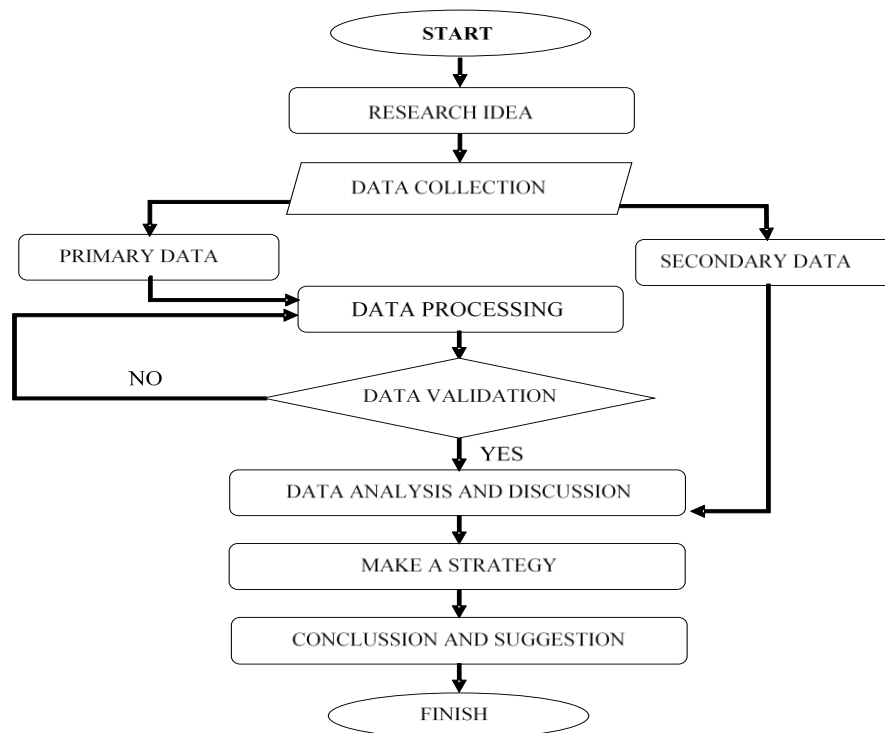 START
RESEARCH IDEA
DATA COLLECTION
PRIMARY DATA
SECONDARY DATA
DATA PROCESSING
NO
DATA VALIDATION
YES
DATA ANALYSIS AND DISCUSSION
MAKE A STRATEGY
CONCLUSSION AND SUGGESTION
FINISH